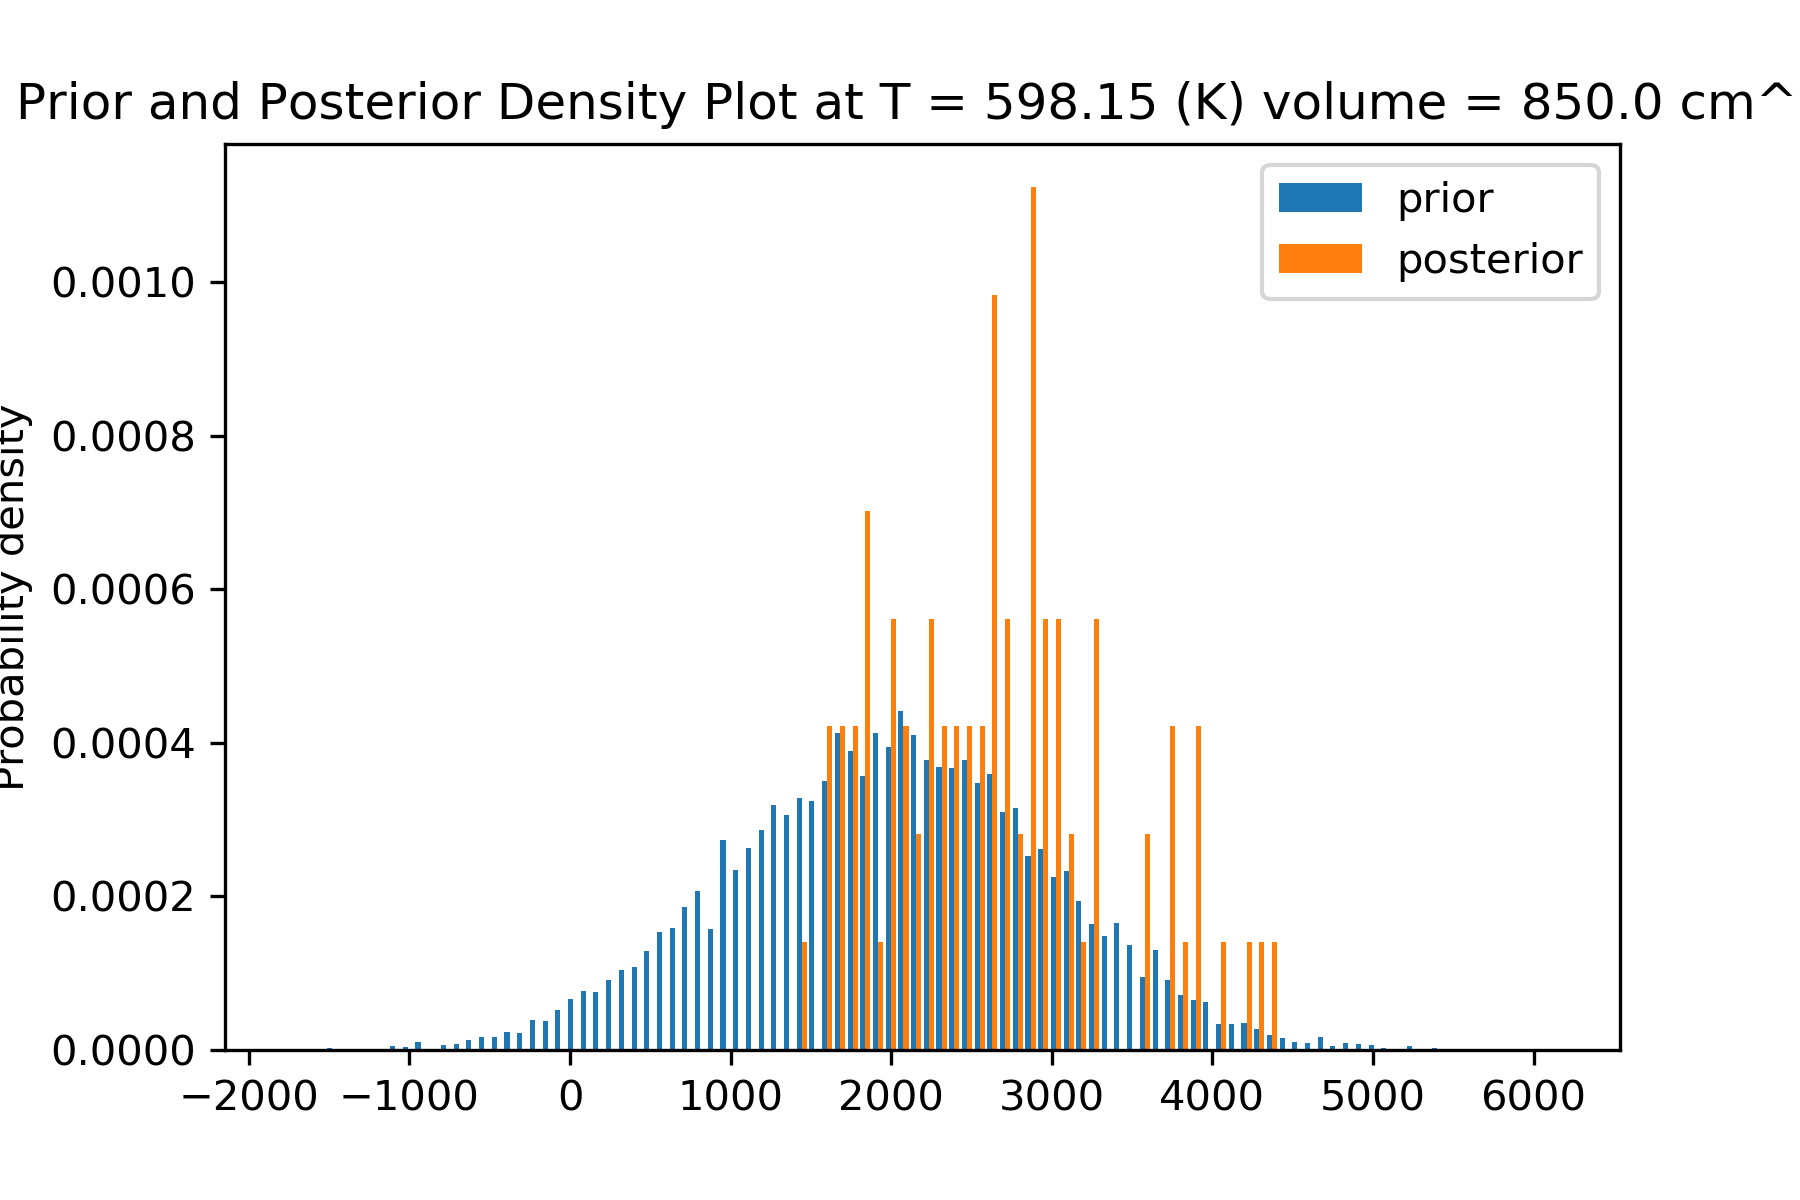 Prior and Posterior Density Plot at T = 598.15 (K) volume = 850.0 cm^
prior
posterior
Probability density
0.0010
0.0008
0.0006
0.0004
0.0002
0.0000
−2000 −1000 0 1000 2000 3000 4000 5000 6000